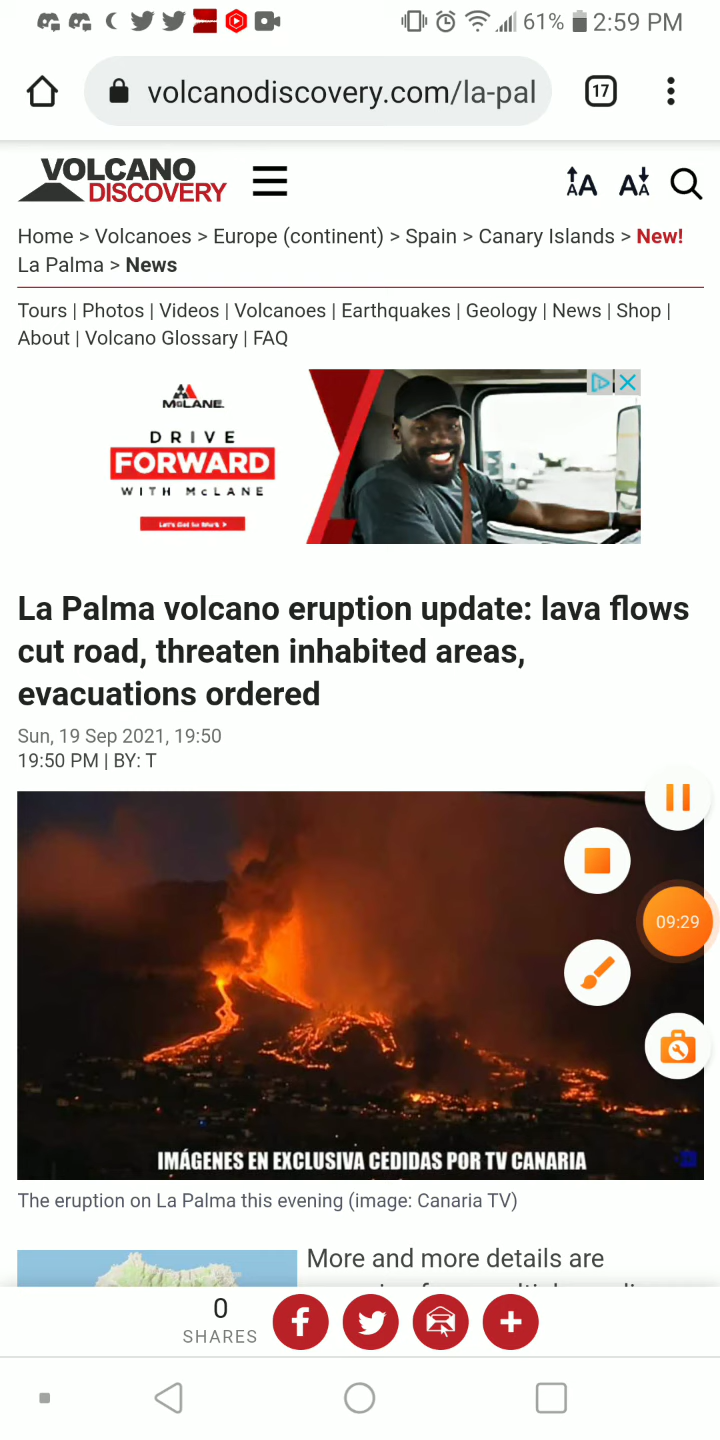 61% 2:59 PM
volcanodiscovery.com/la-pal
17
VOLCANO
DISCOVERY
Home > Volcanoes > Europe (continent) > Spain > Canary Islands > New!
La Palma > News
Tours | Photos | Videos | Volcanoes | Earthquakes | Geology | News | Shop |
About | Volcano Glossary | FAQ
McLANE
DRIVE
FORWARD
WITH McLANE
Let's Get to Work >
La Palma volcano eruption update: lava flows
cut road, threaten inhabited areas,
evacuations ordered
Sun, 19 Sep 2021, 19:50
19:50 PM | BY: T
09:29
IMÁGENES EN EXCLUSIVA CEDIDAS POR TV CANARIA
The eruption on La Palma this evening (image: Canaria TV)
More and more details are
0
SHARES